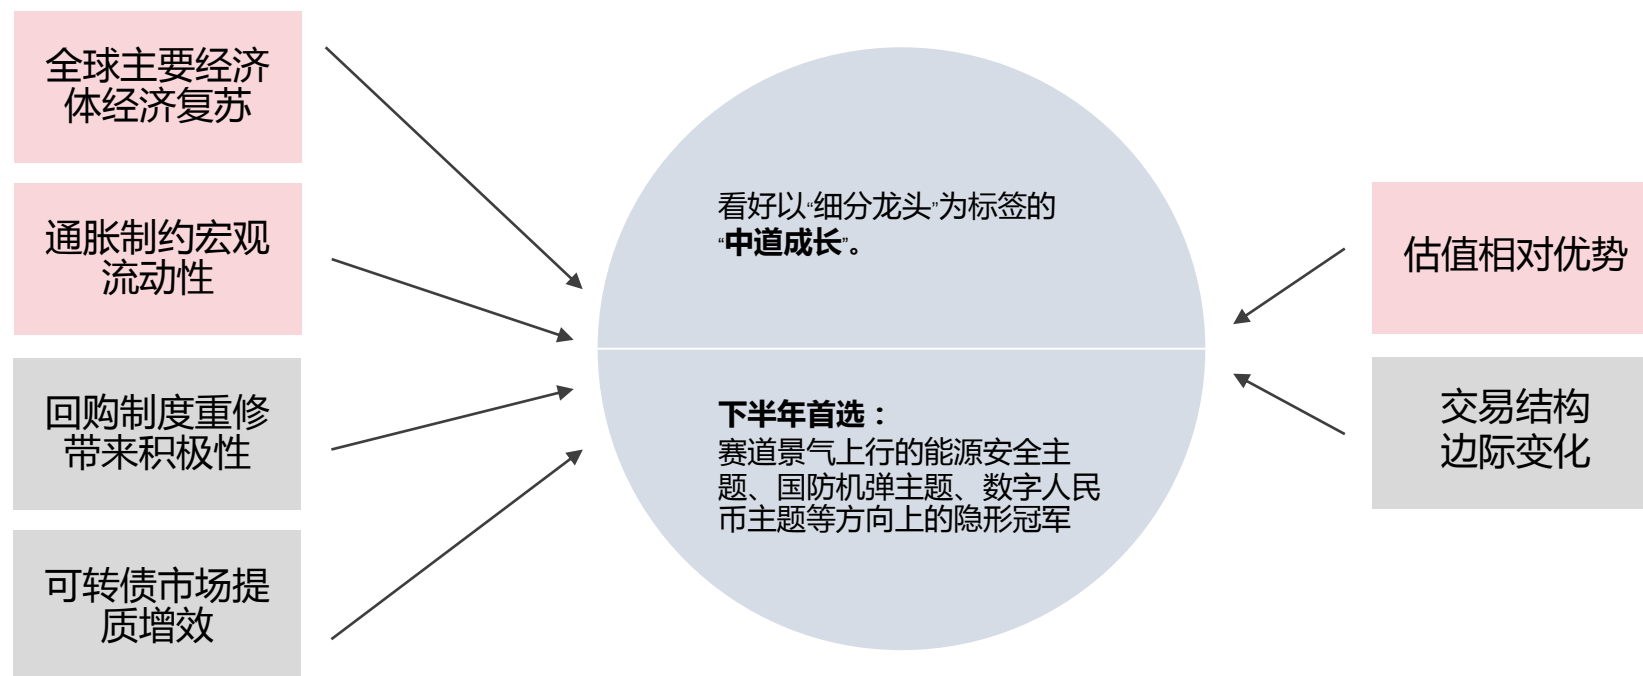 全球主要经济
体经济复苏
通胀制约宏观
流动性
回购制度重修
带来积极性
可转债市场提
质增效
看好以“细分龙头”为标签的
“中道成长”。
下半年首选：
赛道景气上行的能源安全主
题、国防机弹主题、数字人民
币主题等方向上的隐形冠军
估值相对优势
交易结构
边际变化